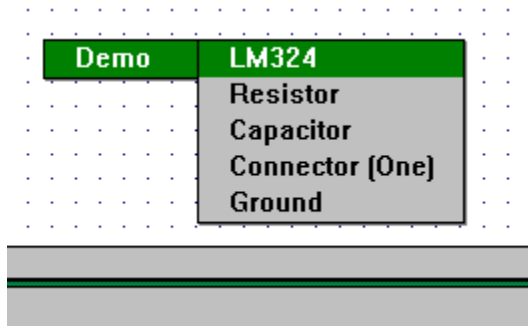 Demo LM324
Resistor
Capacitor
Connector (One)
Ground